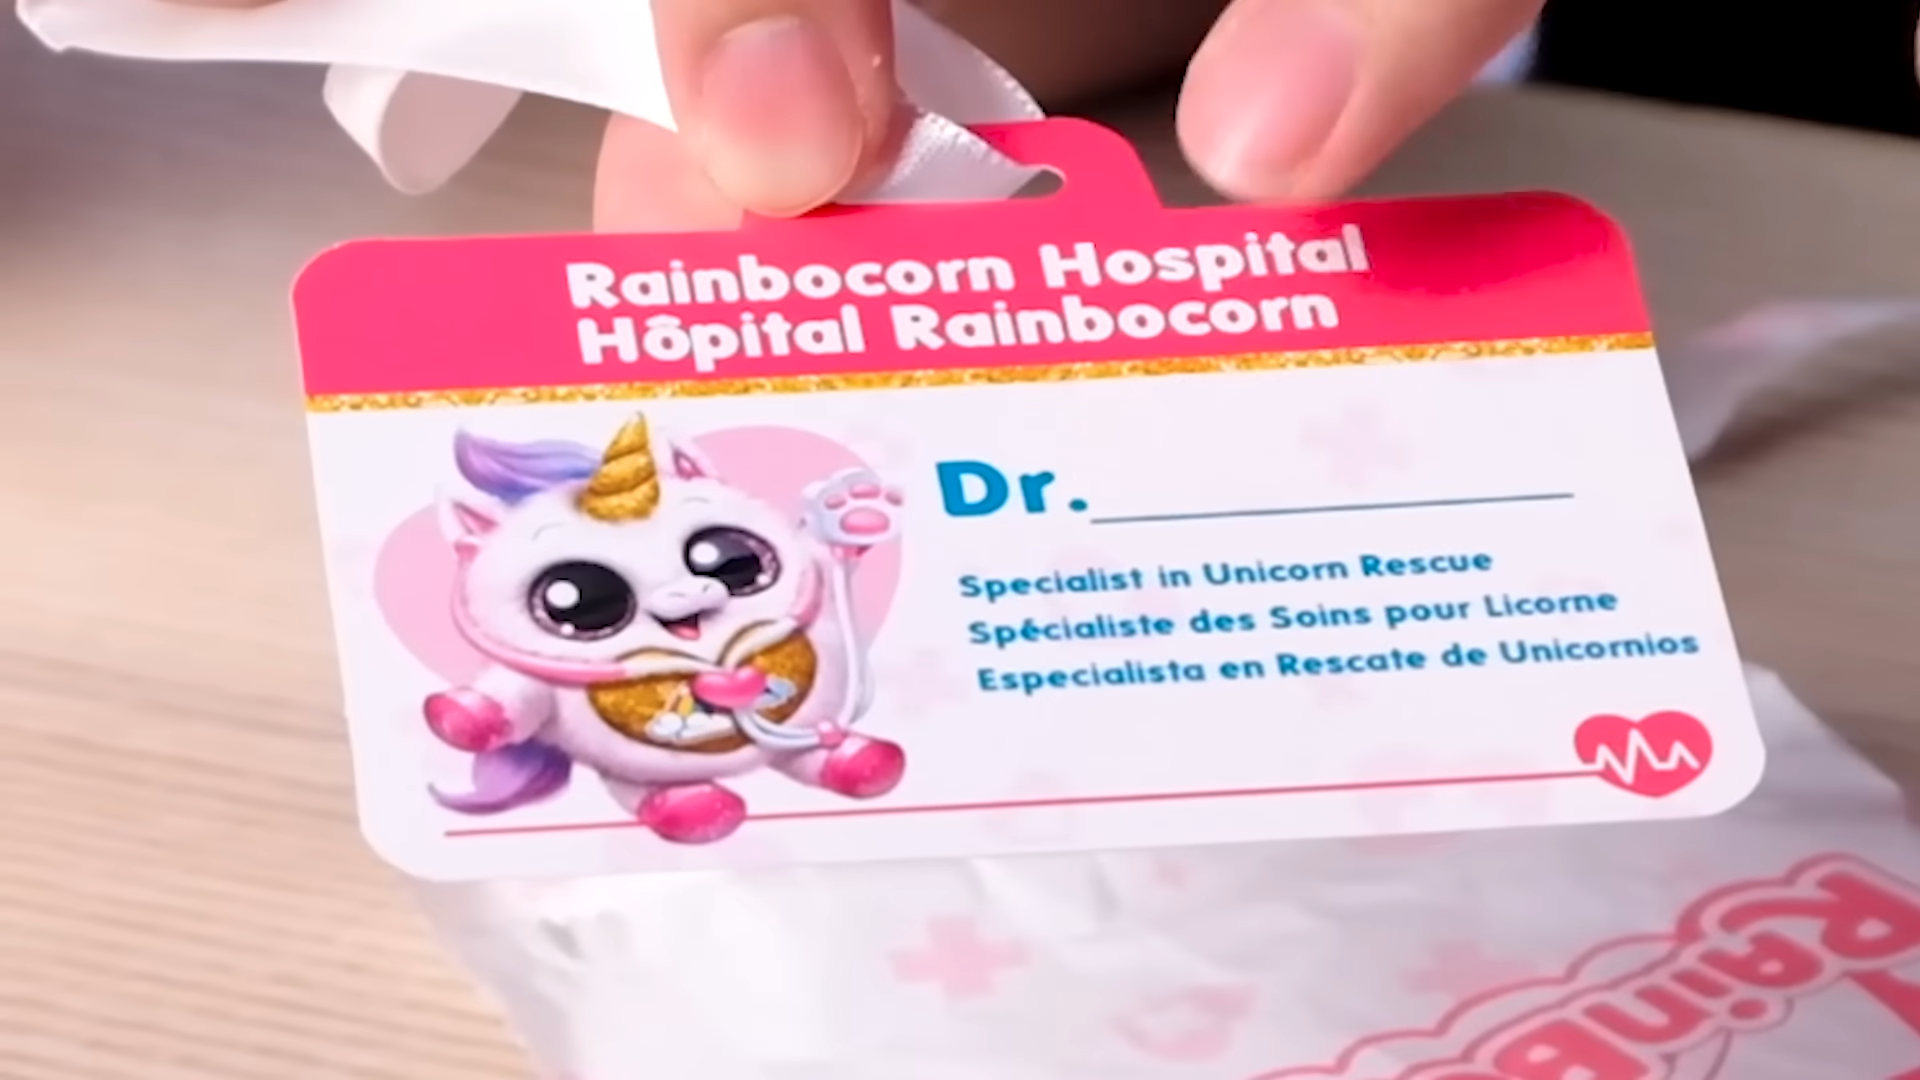 Rainbocorn Hospital
Hôpital Rainbocorn
Dr.
Specialist in Unicorn Rescue
Spécialiste des Soins pour Licorne
Especialista en Rescate de Unicornios